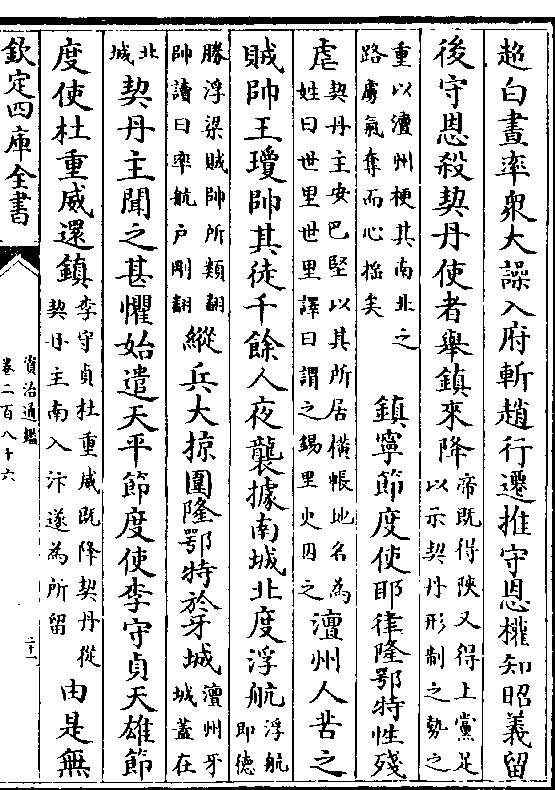 超白晝率衆大譟入府斬趙行遷推守恩權知昭義留
後守恩殺契丹使者舉鎮來降帝既得陝又得上黨足
以示契丹形制之勢之
重以澶州梗其南北之
路虜氣奪而心揺矣
鎮寧節度使耶律隆鄂特性殘
虐契丹主安巴堅以其所居横帳地名為
姓曰世里世里譯曰謂之錫里火因之
澶州人苦之
賊帥王瓊帥其徒千餘人夜襲據南城北度浮航浮航
即德
勝浮梁賊帥所類翻
帥讀曰率航戸剛翻
縱兵大掠圍隆鄂特於牙城澶州牙
城蓋在
北
城
契丹主聞之甚懼始遣天平節度使李守貞天雄節
度使杜重威還鎮李守貞杜重威既降契丹從
契丹主南入汴遂為所留
由是無
欽定四庫全書
資治通鑑
卷二百八十六
二十一